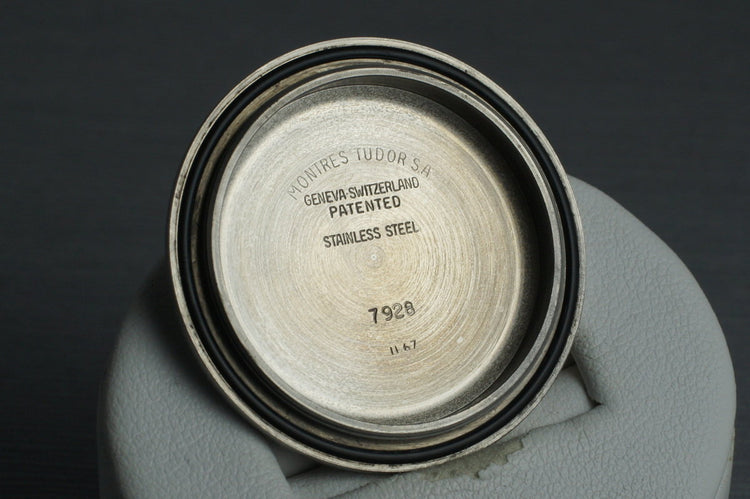 MONTRES TUDOR S.A
GENEVA-SWITZERLAND
PATENTED
STAINLESS STEEL
7928
II 67